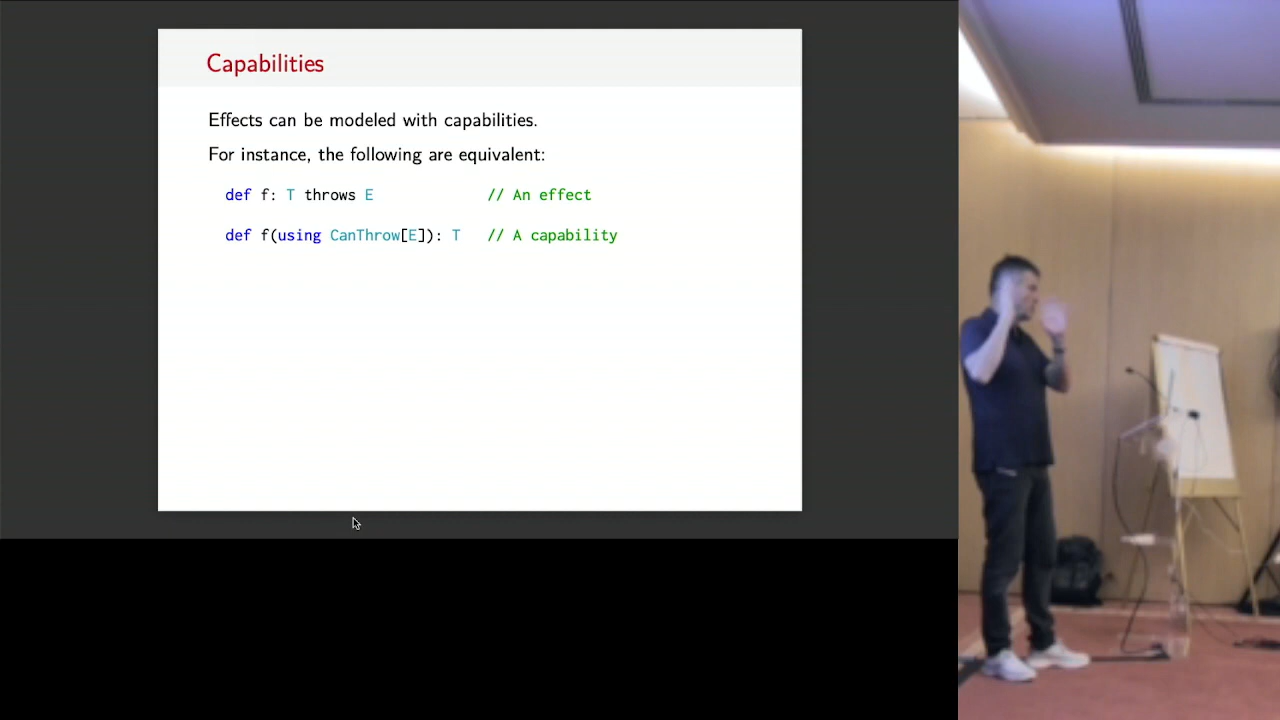 Capabilities
Effects can be modeled with capabilities.
For instance, the following are equivalent:
def f: T throws E // An effect
def f(using CanThrow[E]): T // A capability